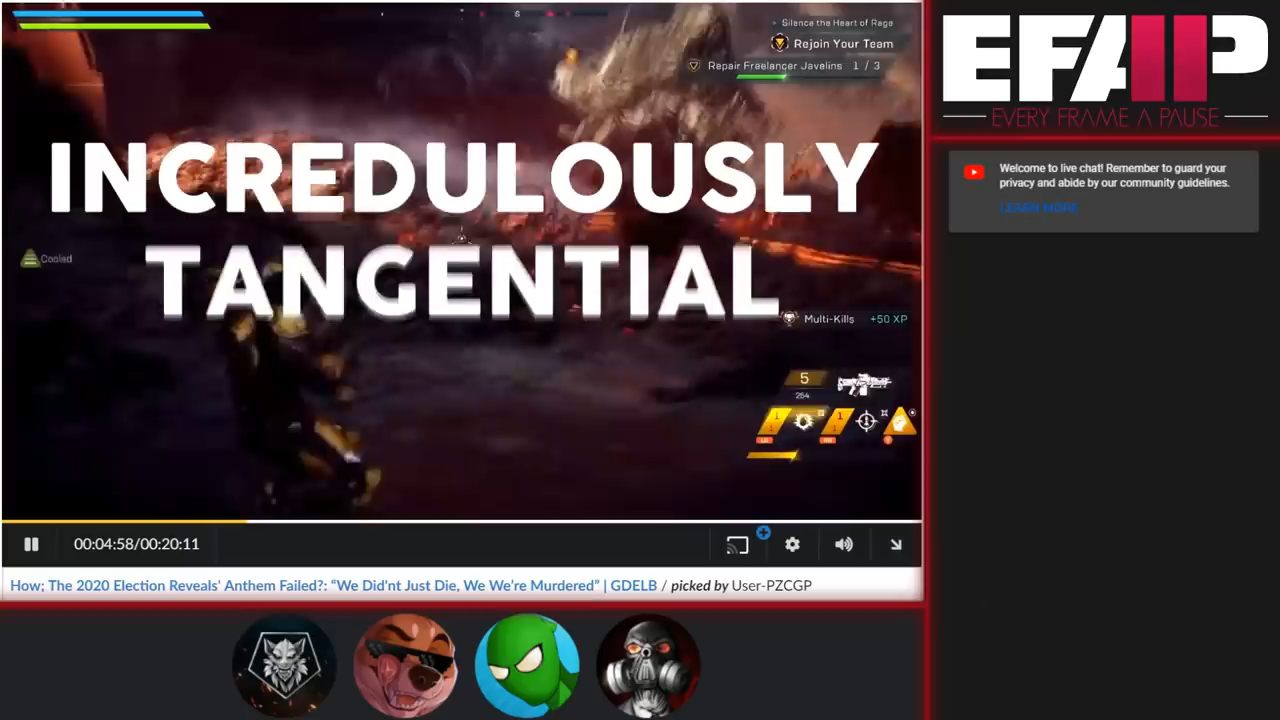 S
Silence the Heart of Rage
Rejoin Your Team
Repair Freelancer Javelins 1 / 3
INCREDULOUSLY
TANGENTIAL
Cooled
Multi-Kills +50 XP
5
264
00:04:58/00:20:11
How; The 2020 Election Reveals' Anthem Failed?: “We Did'nt Just Die, We We’re Murdered” | GDELB / picked by User-PZCGP
EFAP
EVERY FRAME A PAUSE
Welcome to live chat! Remember to guard your
privacy and abide by our community guidelines.
LEARN MORE